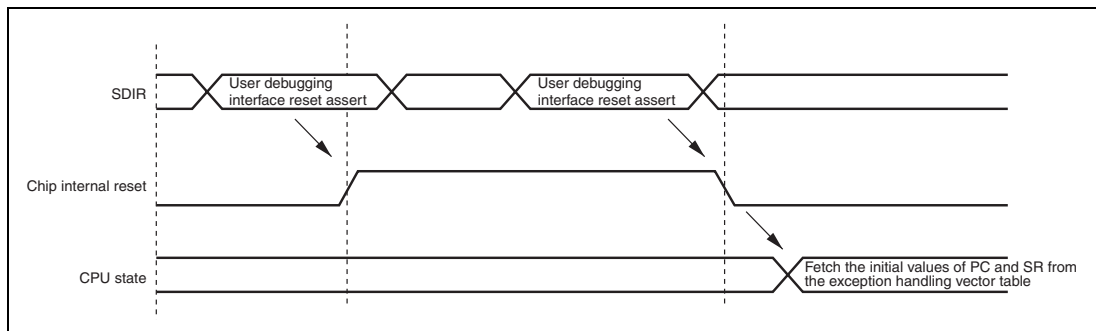 SDIR
User debugging
interface reset assert
User debugging
interface reset assert
Chip internal reset
CPU state
Fetch the initial values of PC and SR from
the exception handling vector table